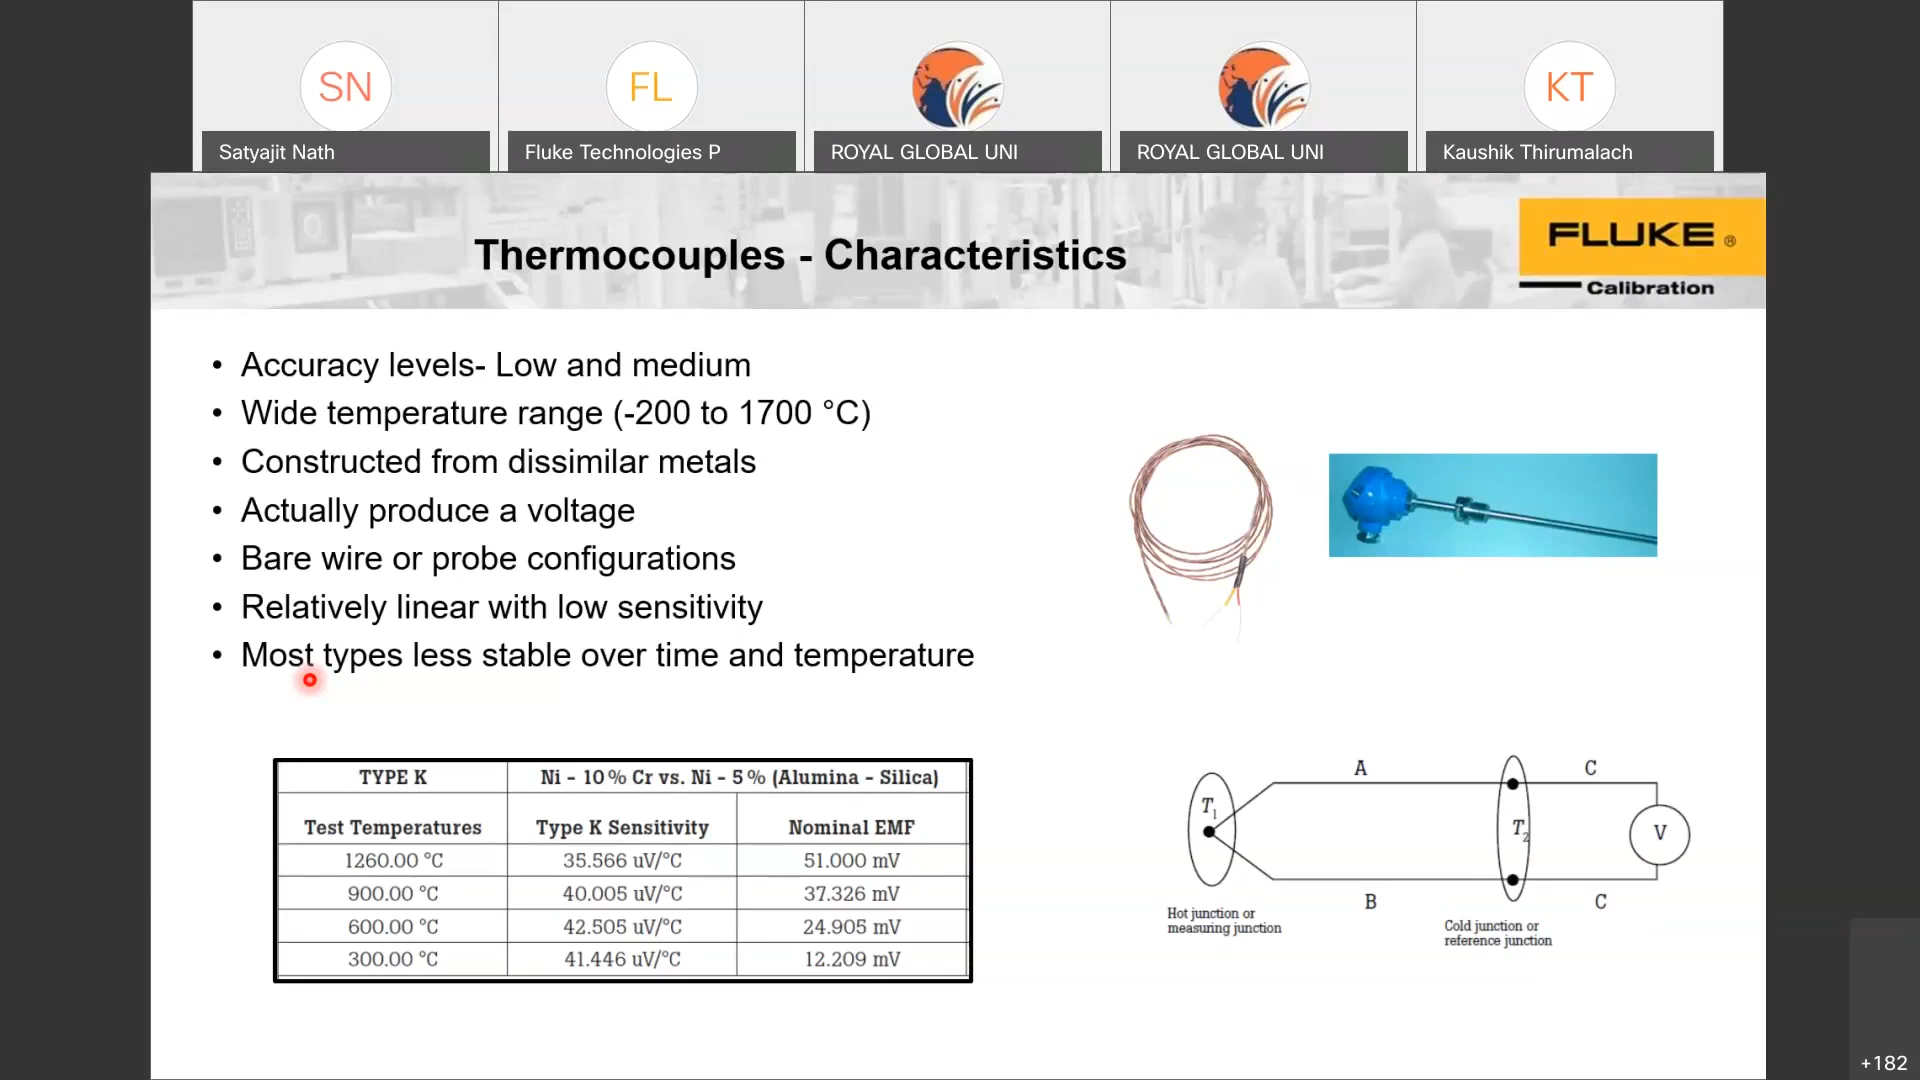 SN
FL
KT
Satyajit Nath
Fluke Technologies P
ROYAL GLOBAL UNI
ROYAL GLOBAL UNI
Kaushik Thirumalach
Thermocouples - Characteristics
FLUKE ®
Calibration
• Accuracy levels- Low and medium
• Wide temperature range (-200 to 1700 °C)
• Constructed from dissimilar metals
• Actually produce a voltage
• Bare wire or probe configurations
• Relatively linear with low sensitivity
• Most types less stable over time and temperature
TYPE K Ni - 10% Cr vs. Ni - 5% (Alumina - Silica)
Test Temperatures Type K Sensitivity Nominal EMF
1260.00 °C 35.566 uV/°C 51.000 mV
900.00 °C 40.005 uV/°C 37.326 mV
600.00 °C 42.505 uV/°C 24.905 mV
300.00 °C 41.446 uV/°C 12.209 mV
A C
T1
T2
V
B C
Hot junction or
measuring junction
Cold junction or
reference junction
+182